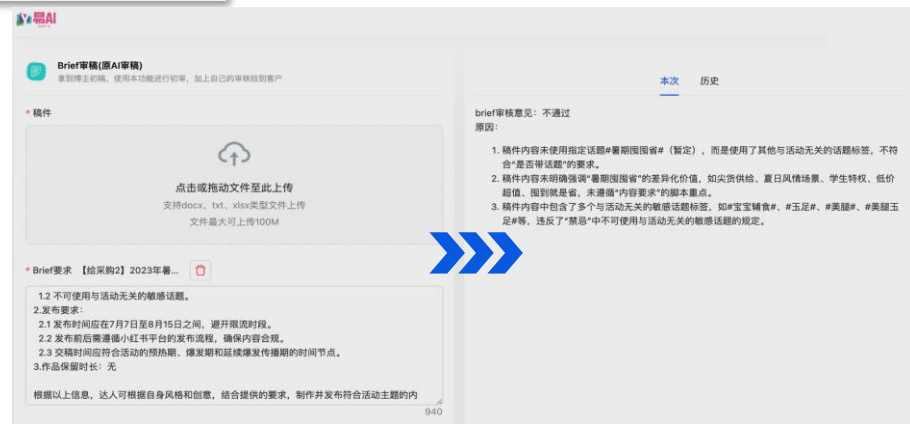 易AI
Brief审稿(原AI审稿)
拿到博主初稿，使用本功能进行初审，加上自己的审核给到客户
* 稿件
点击或拖动文件至此上传
支持docx、txt、xlsx类型文件上传
文件最大可上传100M
* Brief要求 【给采购2】2023年暑...
1.2 不可使用与活动无关的敏感话题。
2.发布要求：
2.1 发布时间应在7月7日至8月15日之间，避开限流时段。
2.2 发布前后需遵循小红书平台的发布流程，确保内容合规。
2.3 交稿时间应符合活动的预热期、爆发期和延续爆发传播期的时间节点。
3.作品保留时长：无
根据以上信息，达人可根据自身风格和创意，结合提供的要求，制作并发布符合活动主题的内
940
本次 历史
brief审核意见：不通过
原因：
1. 稿件内容未使用指定话题#暑期囤囤省#（暂定），而是使用了其他与活动无关的话题标签，不符
合“是否带话题”的要求。
2. 稿件内容未明确强调“暑期囤囤省”的差异化价值，如尖货供给、夏日风情场景、学生特权、低价
超值、囤到就是省，未遵循“内容要求”的脚本重点。
3. 稿件内容中包含了多个与活动无关的敏感话题标签，如#宝宝辅食#、#玉足#、#美腿#、#美腿玉
足#等，违反了“禁忌”中不可使用与活动无关的敏感话题的规定。